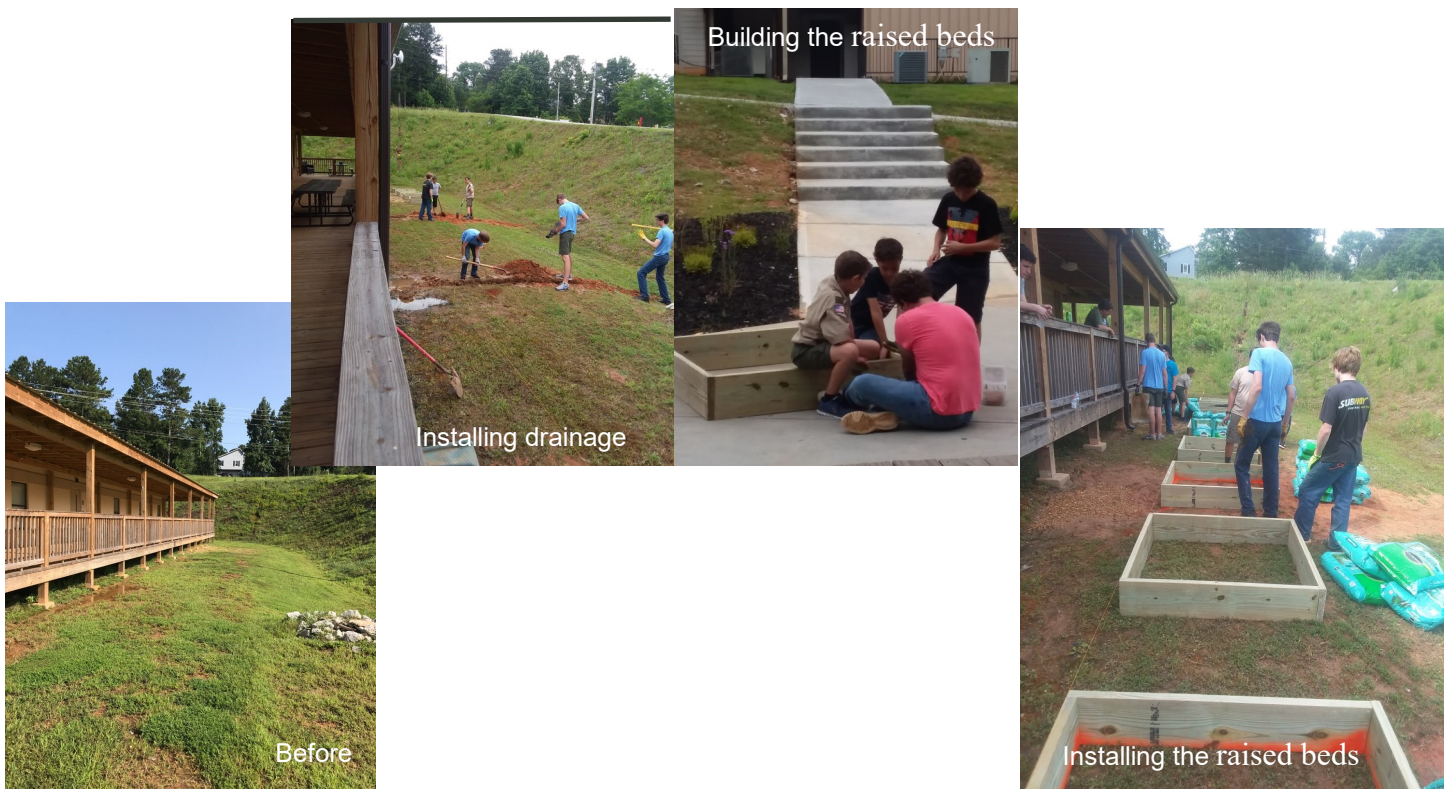 Building the raised beds
Installing drainage
SUBWAY
Before
Installing the raised beds